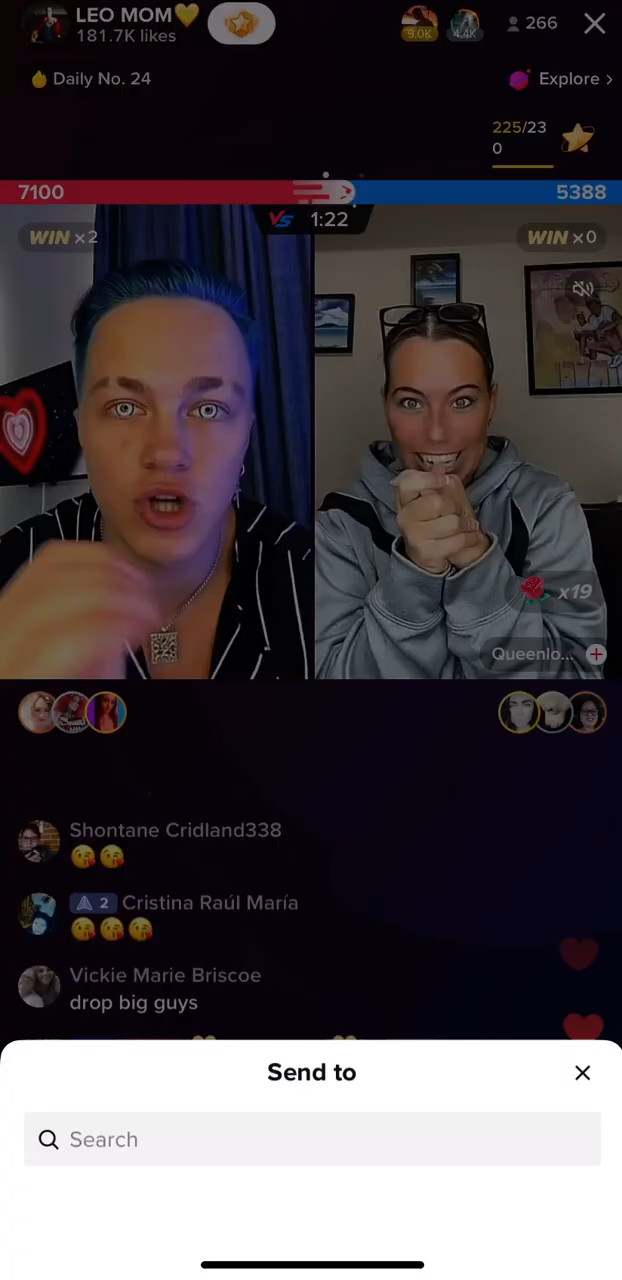 LEO MOM💛
181.7K likes
9.0K
4.4K
266
Daily No. 24
Explore >
225/23
0
7100
5388
VS 1:22
WIN x2
WIN x0
x19
Queenlo...
Shontane Cridland338
😘😘
2 Cristina Raúl María
😘😘😘
Vickie Marie Briscoe
drop big guys
Send to
Search